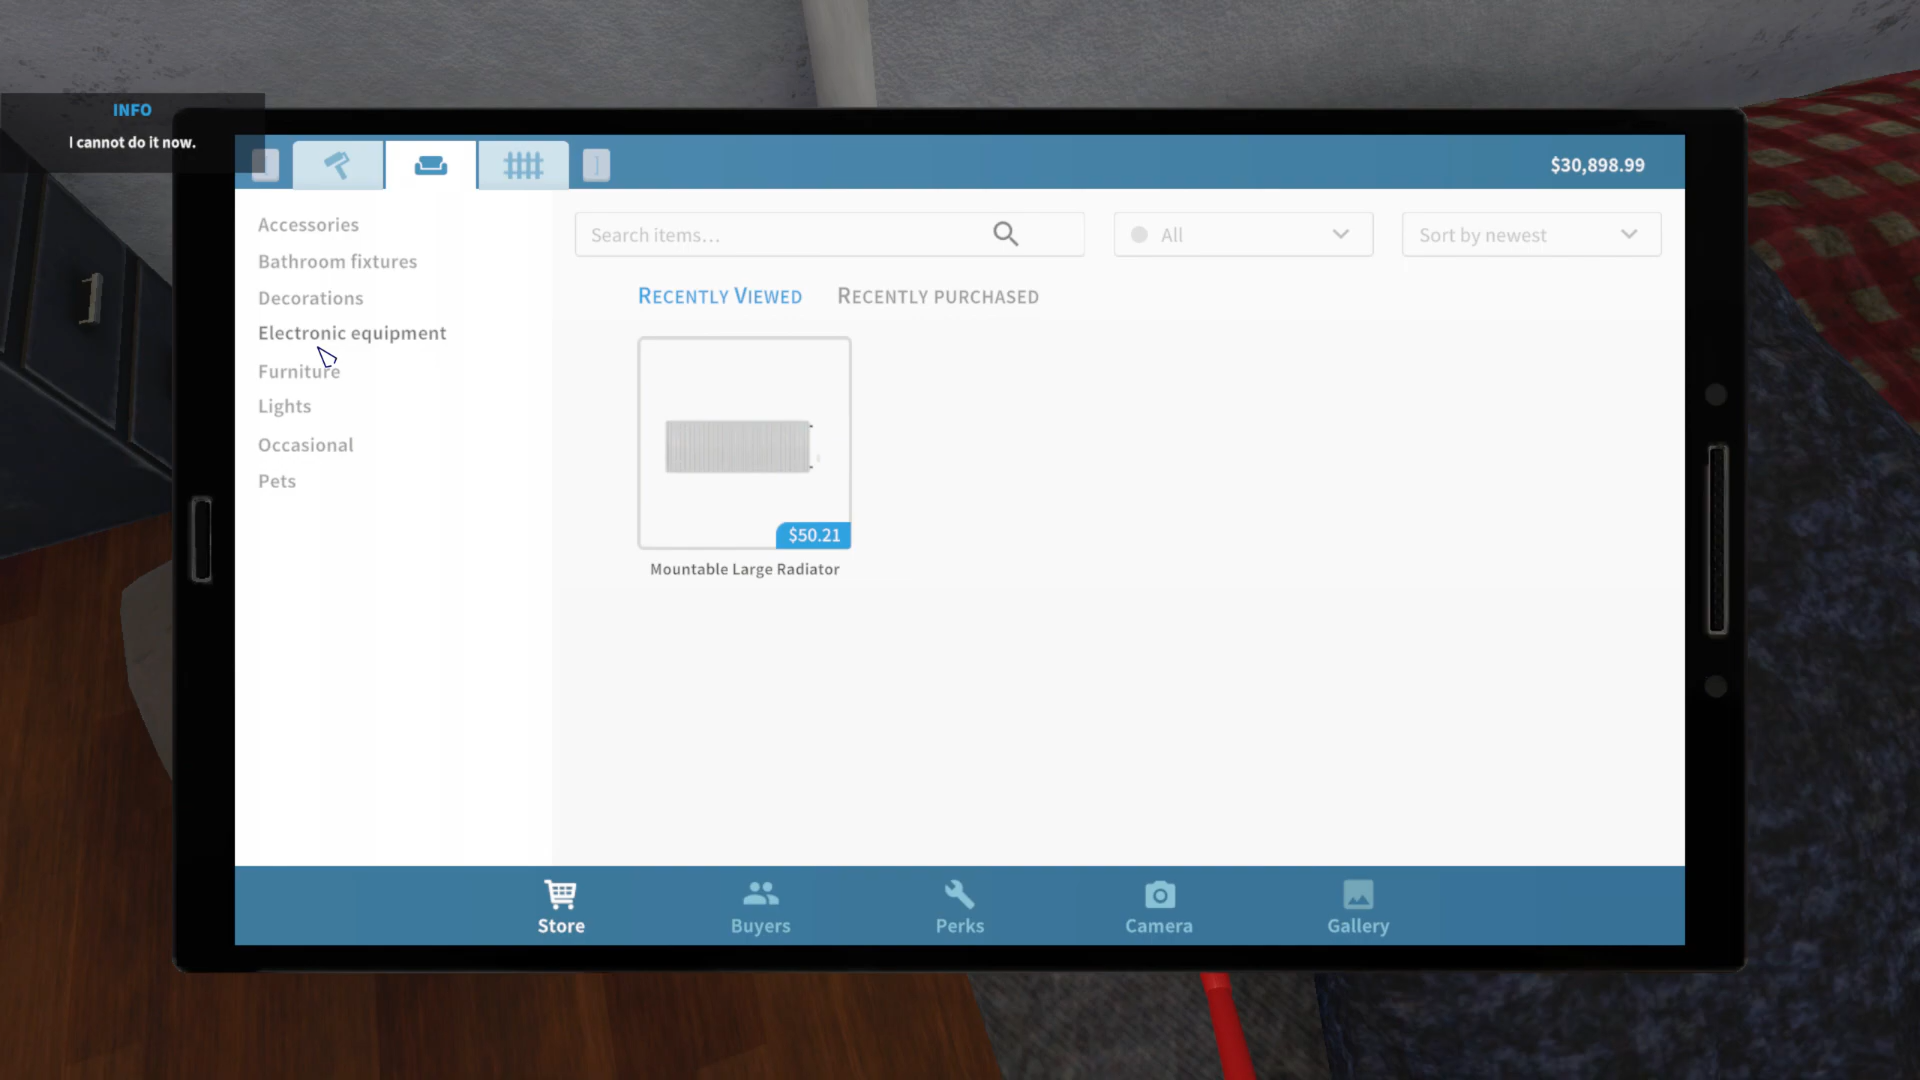 INFO
I cannot do it now.
[
]
$30,898.99
Accessories
Bathroom fixtures
Decorations
Electronic equipment
Furniture
Lights
Occasional
Pets
Search items...
All
Sort by newest
RECENTLY VIEWED
RECENTLY PURCHASED
$50.21
Mountable Large Radiator
Store
Buyers
Perks
Camera
Gallery